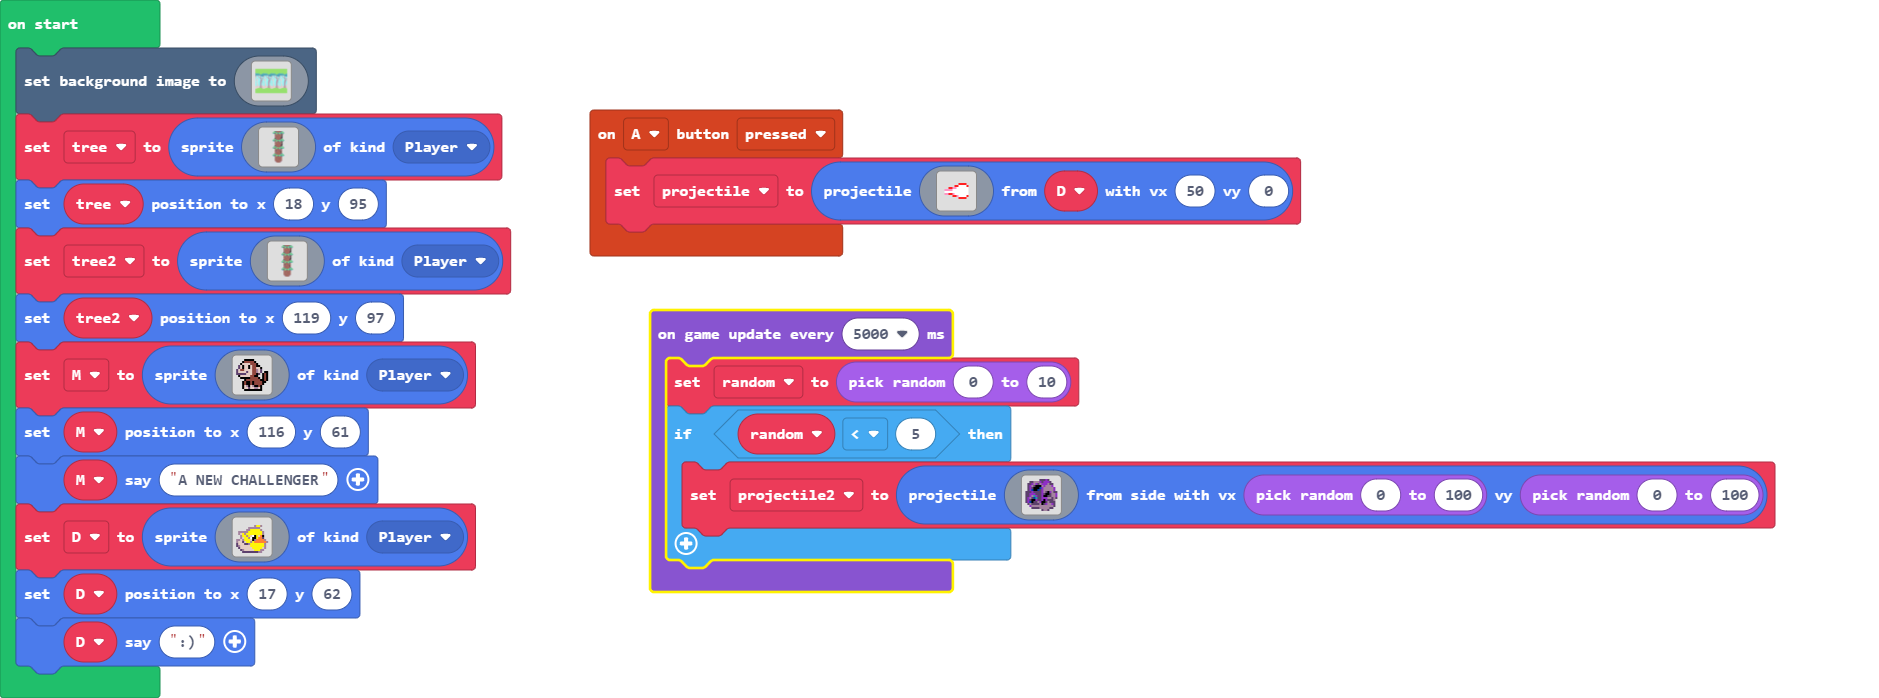 on start
set background image to
set tree to sprite of kind Player
set tree position to x 18 y 95
set tree2 to sprite of kind Player
set tree2 position to x 119 y 97
set M to sprite of kind Player
set M position to x 116 y 61
M say "A NEW CHALLENGER"
set D to sprite of kind Player
set D position to x 17 y 62
D say ":)"
on A button pressed
set projectile to projectile from D with vx 50 vy 0
on game update every 5000 ms
set random to pick random 0 to 10
if random < 5 then
set projectile2 to projectile from side with vx pick random 0 to 100 vy pick random 0 to 100